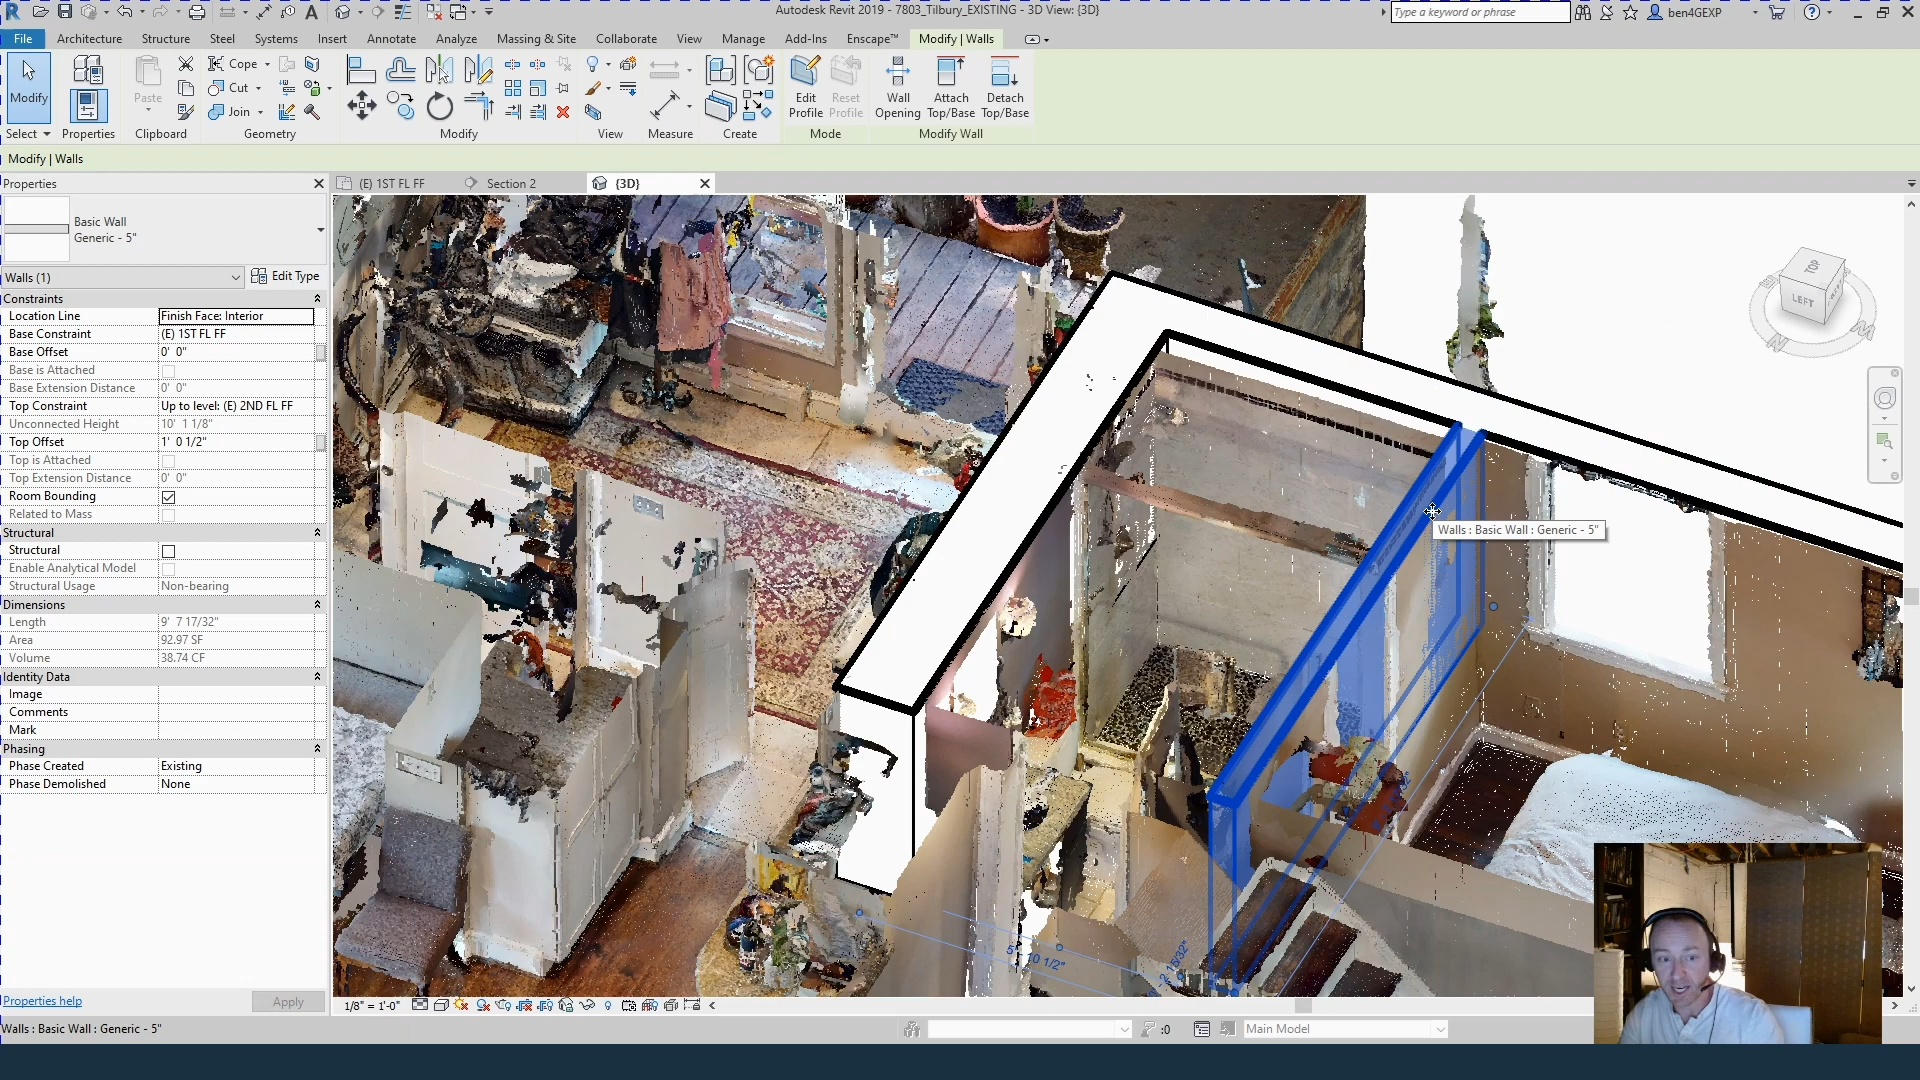 Autodesk Revit 2019 - 7803_Tilbury_EXISTING - 3D View: {3D}
Type a keyword or phrase
ben4GEXP
File
Architecture
Structure
Steel
Systems
Insert
Annotate
Analyze
Massing & Site
Collaborate
View
Manage
Add-Ins
Enscape™
Modify | Walls
Modify
Paste
Cope
Cut
Join
Edit
Profile
Reset
Profile
Wall
Opening
Attach
Top/Base
Detach
Top/Base
Select
Properties
Clipboard
Geometry
Modify
View
Measure
Create
Mode
Modify Wall
Modify | Walls
Properties
(E) 1ST FL FF
Section 2
{3D}
Basic Wall
Generic - 5"
Walls (1)
Edit Type
Constraints
Location Line Finish Face: Interior
Base Constraint (E) 1ST FL FF
Base Offset 0' 0"
Base is Attached
Base Extension Distance 0' 0"
Top Constraint Up to level: (E) 2ND FL FF
Unconnected Height 10' 1 1/8"
Top Offset 1' 0 1/2"
Top is Attached
Top Extension Distance 0' 0"
Room Bounding
Related to Mass
Structural
Structural
Enable Analytical Model
Structural Usage Non-bearing
Dimensions
Length 9' 7 17/32"
Area 92.97 SF
Volume 38.74 CF
Identity Data
Image
Comments
Mark
Phasing
Phase Created Existing
Phase Demolished None
Properties help
Apply
TOP
LEFT
Walls : Basic Wall : Generic - 5"
5' 10 1/2"
1/8" = 1'-0"
Walls : Basic Wall : Generic - 5"
:0
Main Model